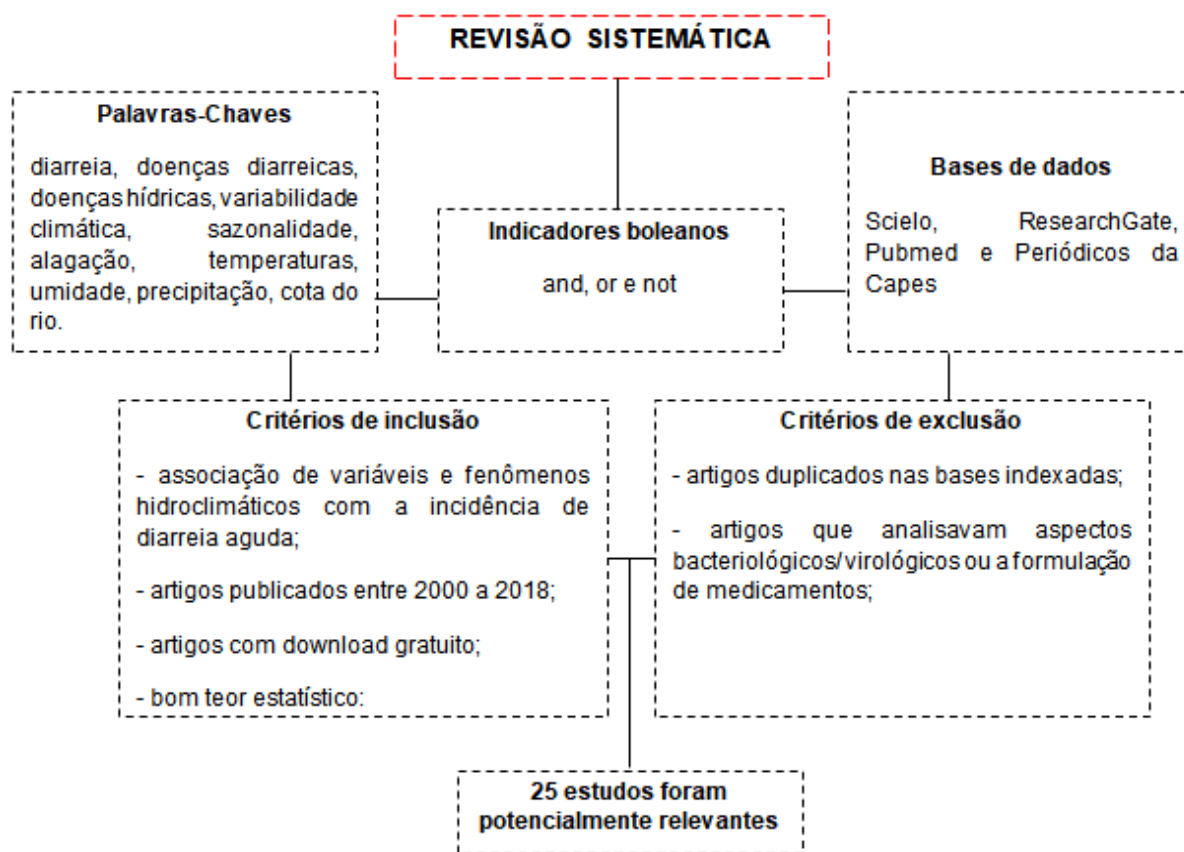 REVISÃO SISTEMÁTICA
Palavras-Chaves
diarreia, doenças diarreicas,
doenças hídricas, variabilidade
climática, sazonalidade,
alagação, temperaturas,
umidade, precipitação, cota do
rio.
Indicadores boleanos
and, or e not
Bases de dados
Scielo, ResearchGate,
Pubmed e Periódicos da
Capes
Critérios de inclusão
- associação de variáveis e fenômenos
hidroclimáticos com a incidência de
diarreia aguda;
- artigos publicados entre 2000 a 2018;
- artigos com download gratuito;
- bom teor estatístico:
Critérios de exclusão
- artigos duplicados nas bases indexadas;
- artigos que analisavam aspectos
bacteriológicos/ virológicos ou a formulação
de medicamentos;
25 estudos foram
potencialmente relevantes